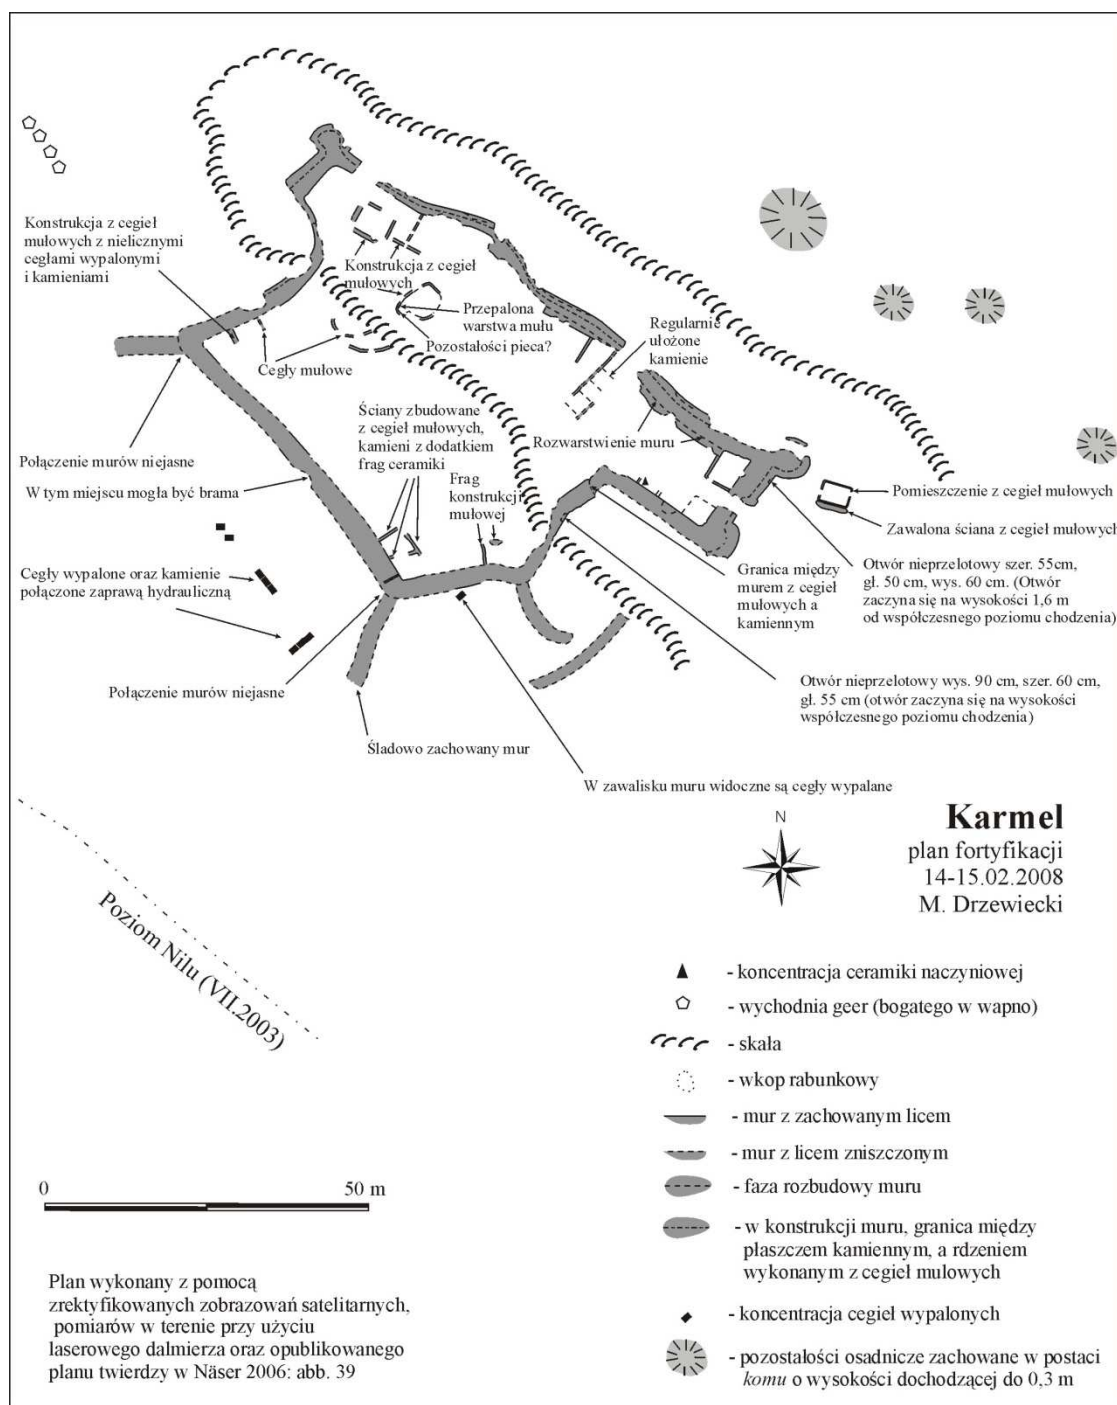 Konstrukcja z cegieł
mułowych z nielicznymi
cegłami wypalonymi
i kamieniami
Konstrukcja z cegieł
mułowych
Przepalona
warstwa mułu
Pozostałości pieca?
Cegły mułowe
Regularnie
ułożone
kamienie
Ściany zbudowane
z cegieł mułowych,
kamieni z dodatkiem
frag ceramiki
Rozwarstwienie muru
Połączenie murów niejasne
W tym miejscu mogła być brama
Frag
konstrukcji
mułowej
Pomieszczenie z cegieł mułowych
Zawalona ściana z cegieł mułowych
Cegły wypalone oraz kamienie
połączone zaprawą hydrauliczną
Granica między
murem z cegieł
mułowych a
kamiennym
Otwór nieprzelotowy szer. 55cm,
gł. 50 cm, wys. 60 cm. (Otwór
zaczyna się na wysokości 1,6 m
od współczesnego poziomu chodzenia)
Połączenie murów niejasne
Otwór nieprzelotowy wys. 90 cm, szer. 60 cm,
gł. 55 cm (otwór zaczyna się na wysokości
współczesnego poziomu chodzenia)
Śladowo zachowany mur
W zawalisku muru widoczne są cegły wypalane
Poziom Nilu (VII.2003)
N
Karmel
plan fortyfikacji
14-15.02.2008
M. Drzewiecki
- koncentracja ceramiki naczyniowej
- wychodnia geer (bogatego w wapno)
- skała
- wkop rabunkowy
- mur z zachowanym licem
- mur z licem zniszczonym
- faza rozbudowy muru
- w konstrukcji muru, granica między
płaszczem kamiennym, a rdzeniem
wykonanym z cegieł mulowych
- koncentracja cegieł wypalonych
- pozostałości osadnicze zachowane w postaci
komu o wysokości dochodzącej do 0,3 m
0 50 m
Plan wykonany z pomocą
zrektyfikowanych zobrazowań satelitarnych,
pomiarów w terenie przy użyciu
laserowego dalmierza oraz opublikowanego
planu twierdzy w Näser 2006: abb. 39